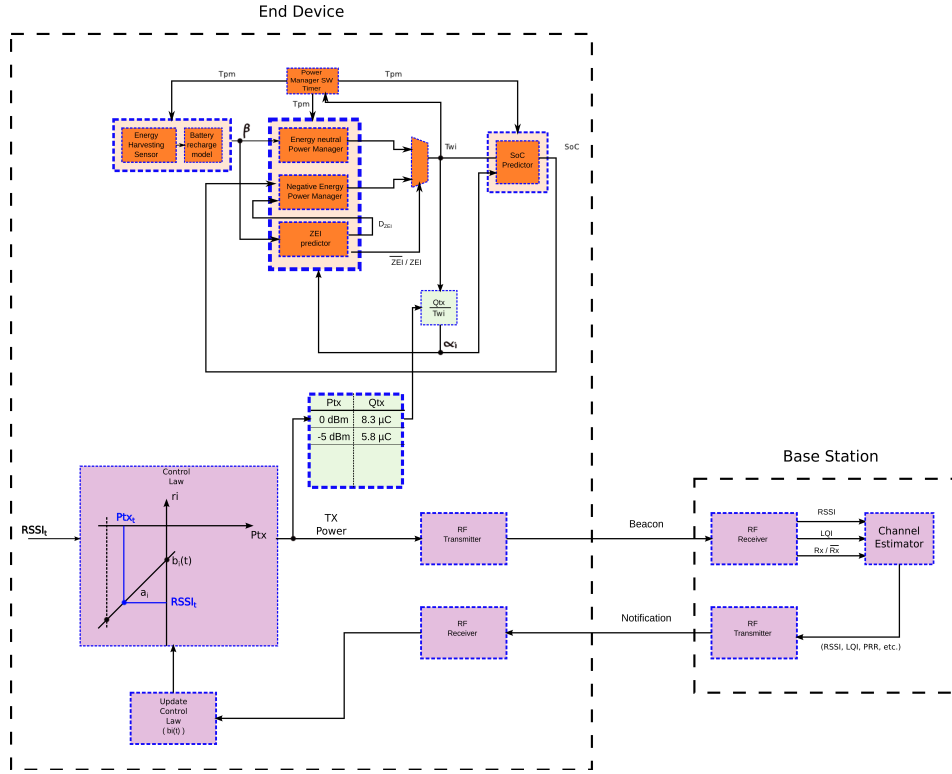 End Device
Power
Manager SW
Timer
Tpm
Tpm
Tpm
Energy
Harvesting
Sensor
Battery
recharge
model
β
Energy neutral
Power Manager
Negative Energy
Power Manager
ZEI
predictor
D_ZEI
Z̅E̅I̅ / ZEI
Twi
SoC
Predictor
SoC
Qtx
Twi
∝i
Ptx Qtx
0 dBm 8.3 µC
-5 dBm 5.8 µC
Control
Law
ri
Ptx_t
Ptx
b_i(t)
a_i
RSSI_t
RSSI_t
TX
Power
RF
Transmitter
Beacon
Base Station
RF
Receiver
RSSI
LQI
Rx / R̅x̅
Channel
Estimator
RF
Receiver
Notification
RF
Transmitter
(RSSI, LQI, PRR, etc.)
Update
Control
Law
( bi(t) )